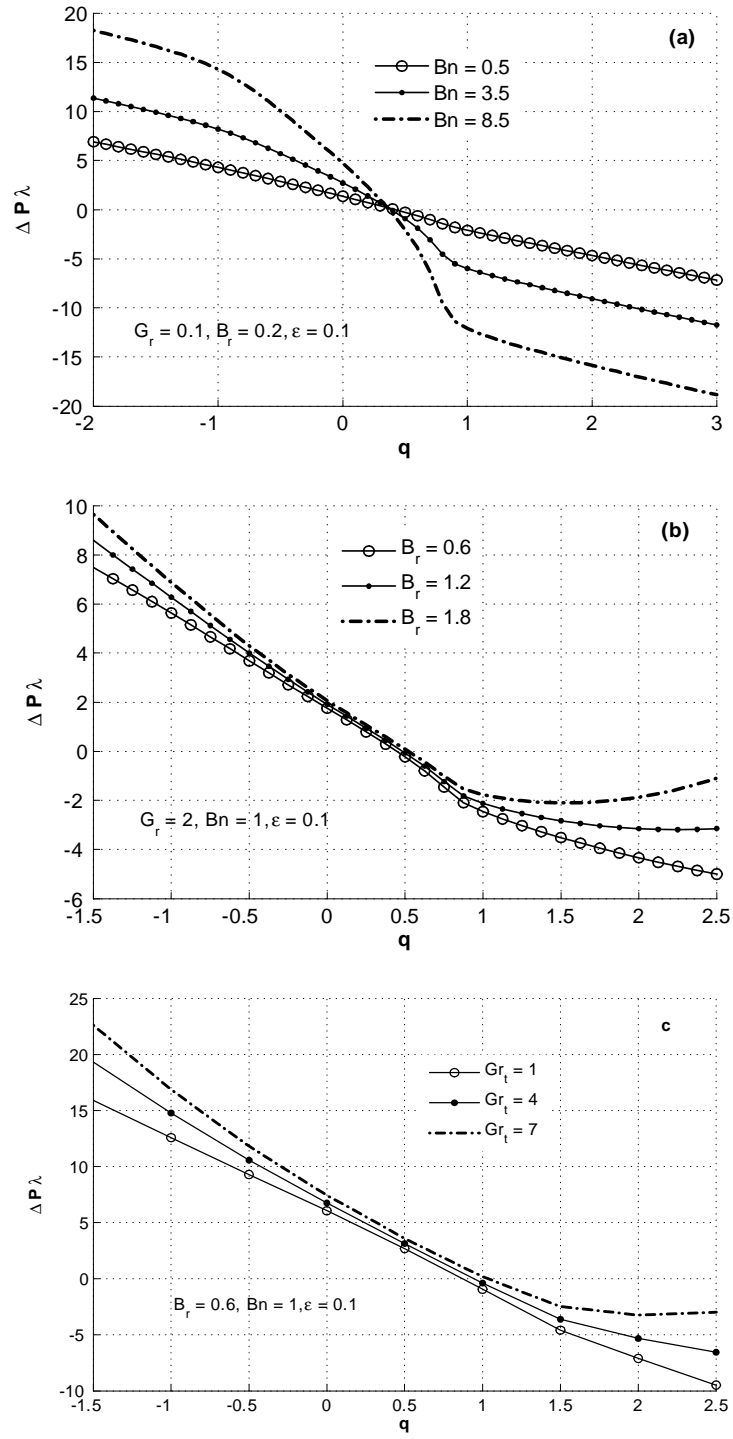 20
(a)
15
Bn = 0.5
Bn = 3.5
Bn = 8.5
10
5
0
Δ P λ
-5
-10
G_r = 0.1, B_r = 0.2, ε = 0.1
-15
-20
-2 -1 0 1 2 3
q
10
(b)
8
B_r = 0.6
B_r = 1.2
B_r = 1.8
6
4
2
Δ P λ
0
-2
G_r = 2, Bn = 1, ε = 0.1
-4
-6
-1.5 -1 -0.5 0 0.5 1 1.5 2 2.5
q
25
c
20
Gr_t = 1
Gr_t = 4
Gr_t = 7
15
10
Δ P λ
5
0
B_r = 0.6, Bn = 1, ε = 0.1
-5
-10
-1.5 -1 -0.5 0 0.5 1 1.5 2 2.5
q